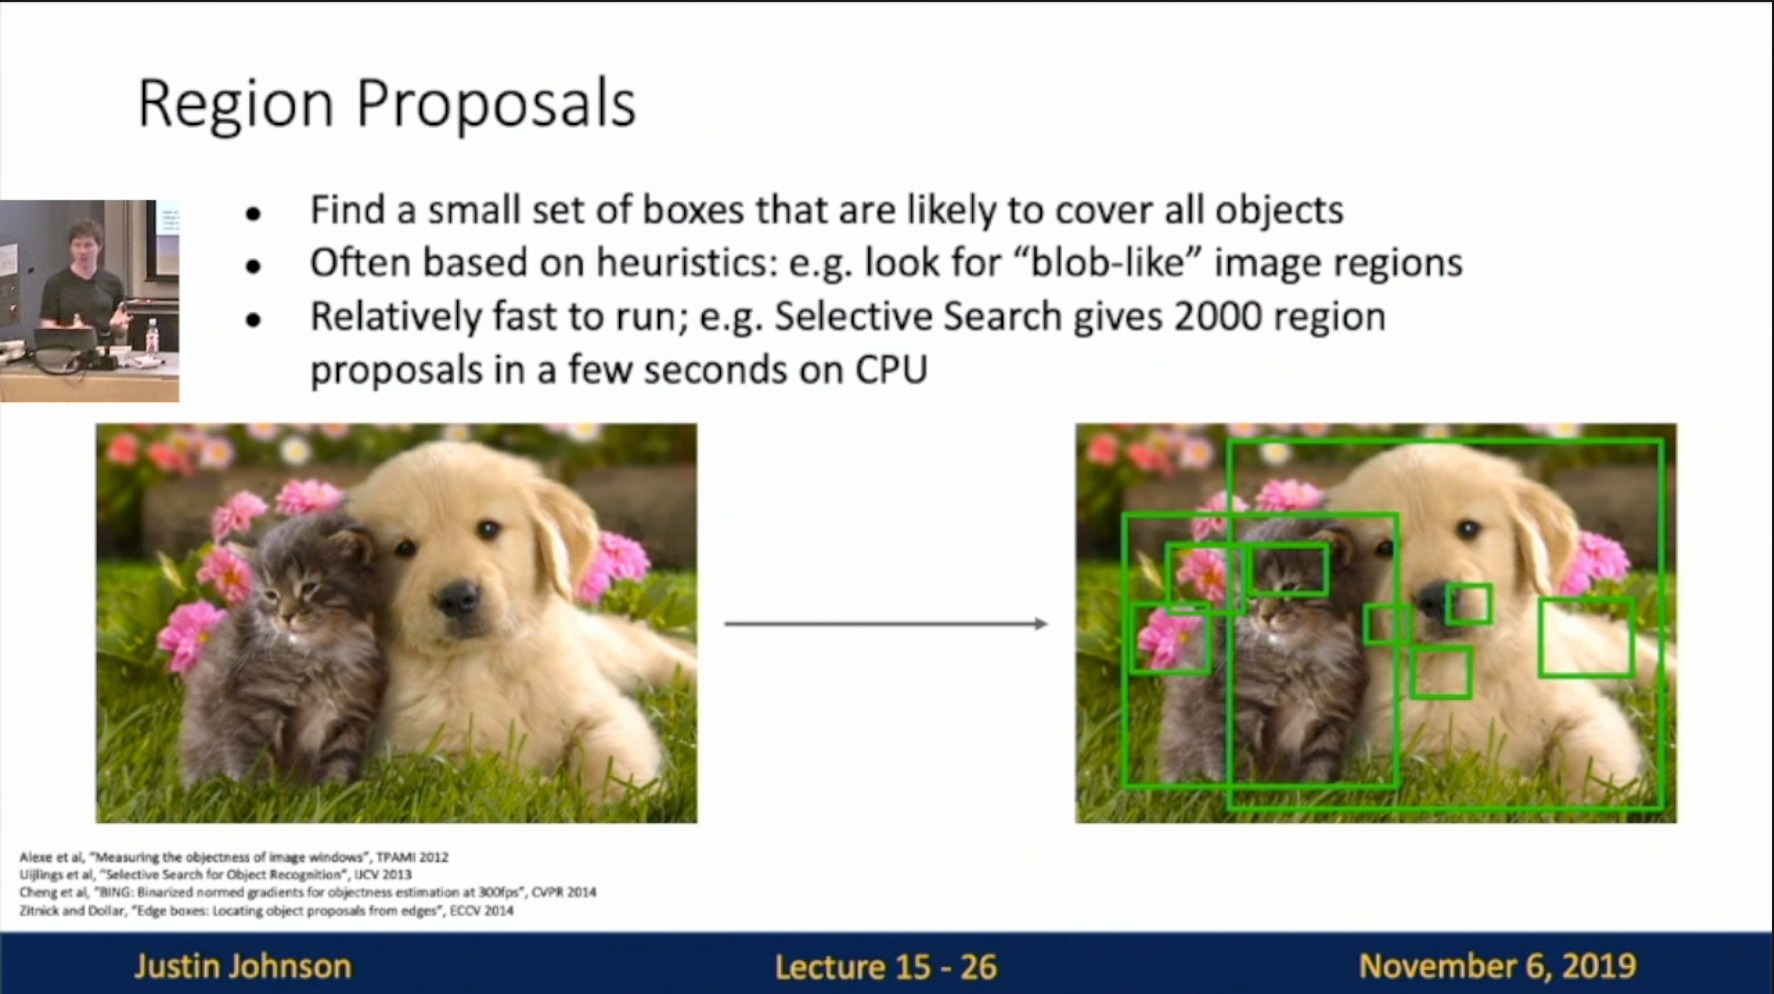 Region Proposals
• Find a small set of boxes that are likely to cover all objects
• Often based on heuristics: e.g. look for “blob-like” image regions
• Relatively fast to run; e.g. Selective Search gives 2000 region
proposals in a few seconds on CPU
Alexe et al, “Measuring the objectness of image windows”, TPAMI 2012
Uijlings et al, “Selective Search for Object Recognition”, IJCV 2013
Cheng et al, “BING: Binarized normed gradients for objectness estimation at 300fps”, CVPR 2014
Zitnick and Dollar, “Edge boxes: Locating object proposals from edges”, ECCV 2014
Justin Johnson
Lecture 15 - 26
November 6, 2019